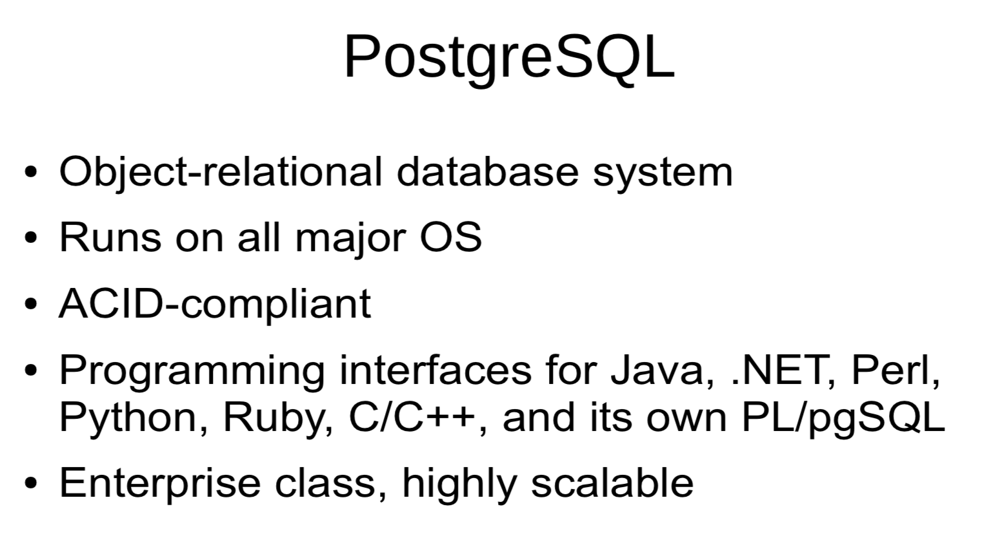 PostgreSQL
• Object-relational database system
• Runs on all major OS
• ACID-compliant
• Programming interfaces for Java, .NET, Perl,
Python, Ruby, C/C++, and its own PL/pgSQL
• Enterprise class, highly scalable